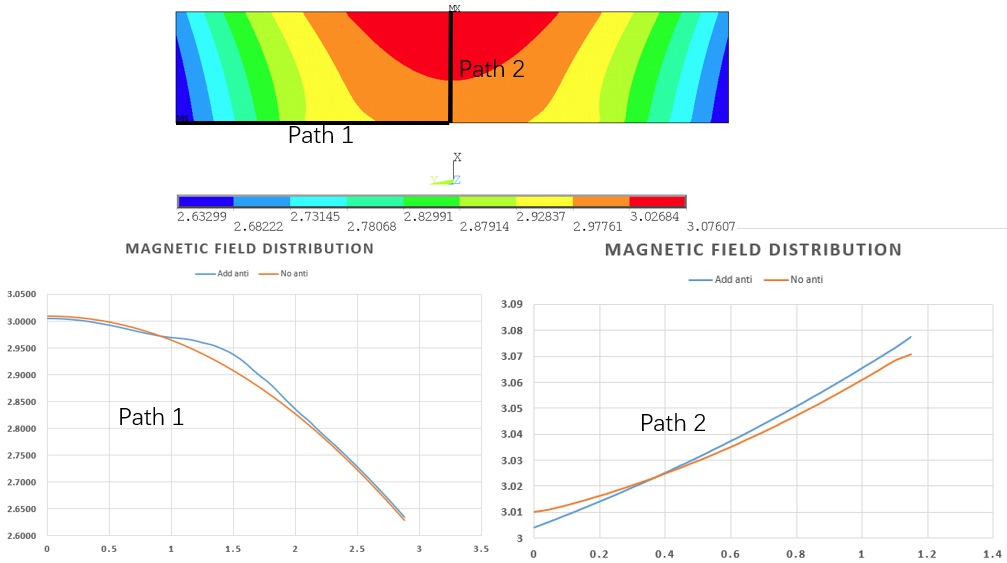 MX
Path 2
MN
Path 1
X
Y Z
2.63299 2.73145 2.82991 2.92837 3.02684
2.68222 2.78068 2.87914 2.97761 3.07607
MAGNETIC FIELD DISTRIBUTION
Add anti No anti
3.0500
3.0000
2.9500
2.9000
2.8500
2.8000
2.7500
2.7000
2.6500
2.6000
Path 1
0 0.5 1 1.5 2 2.5 3 3.5
MAGNETIC FIELD DISTRIBUTION
Add anti No anti
3.09
3.08
3.07
3.06
3.05
3.04
3.03
3.02
3.01
3
Path 2
0 0.2 0.4 0.6 0.8 1 1.2 1.4